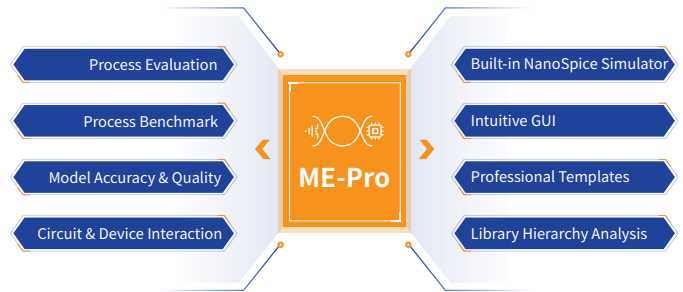 Process Evaluation
Process Benchmark
Model Accuracy & Quality
Circuit & Device Interaction
ME-Pro
Built-in NanoSpice Simulator
Intuitive GUI
Professional Templates
Library Hierarchy Analysis